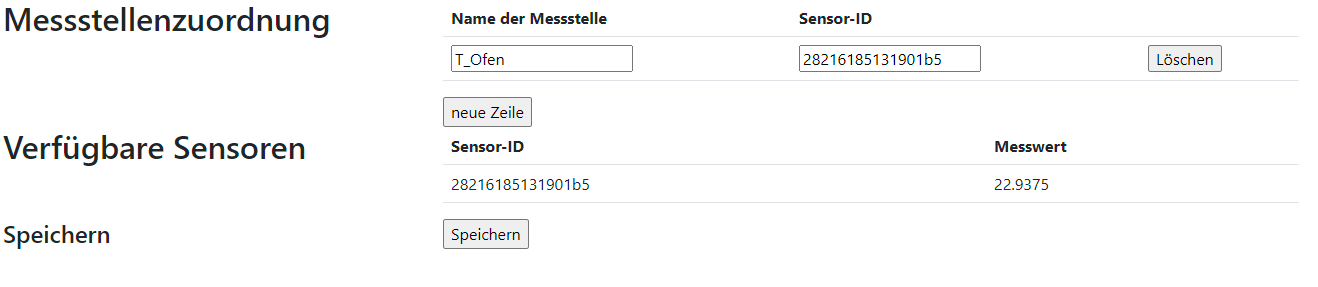 Messstellenzuordnung
Name der Messstelle Sensor-ID
T_Ofen 28216185131901b5 Löschen
neue Zeile
Verfügbare Sensoren
Sensor-ID Messwert
28216185131901b5 22.9375
Speichern Speichern